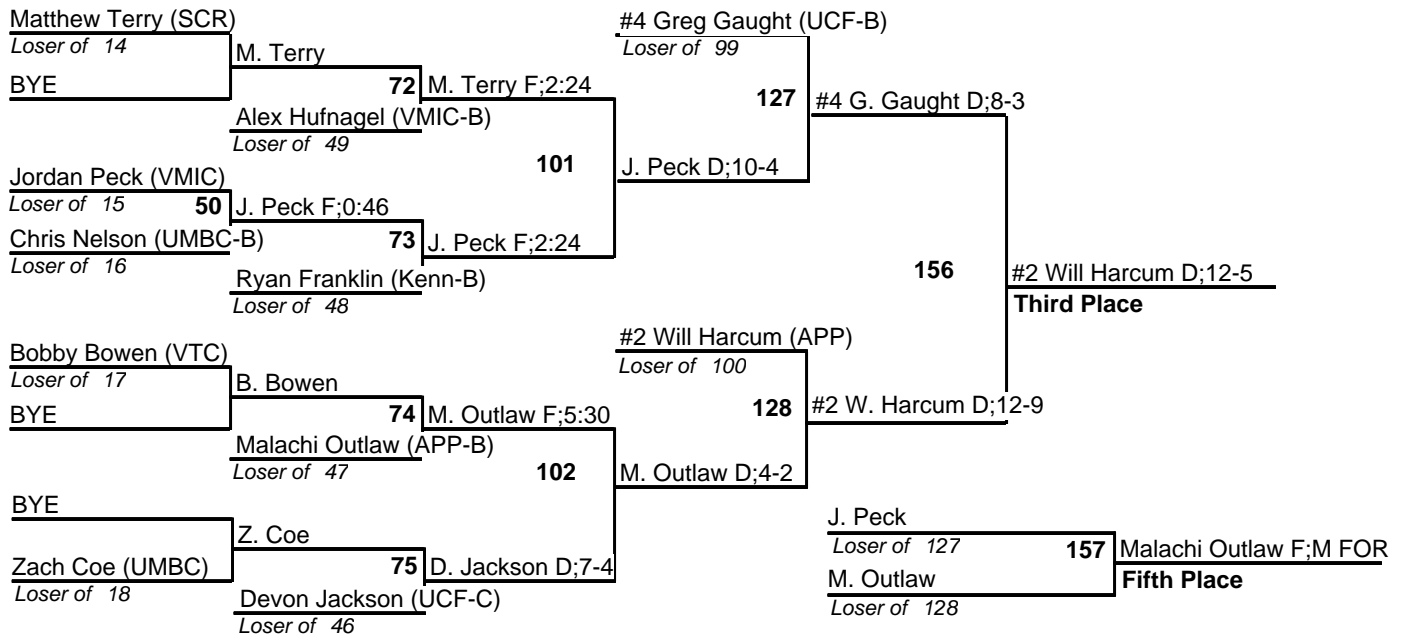 Matthew Terry (SCR)
Loser of 14
BYE
M. Terry
72
Alex Hufnagel (VMIC-B)
Loser of 49
M. Terry F;2:24
Jordan Peck (VMIC)
Loser of 15
50
Chris Nelson (UMBC-B)
Loser of 16
J. Peck F;0:46
73
Ryan Franklin (Kenn-B)
Loser of 48
J. Peck F;2:24
101
#4 Greg Gaught (UCF-B)
Loser of 99
127
J. Peck D;10-4
#4 G. Gaught D;8-3
Bobby Bowen (VTC)
Loser of 17
BYE
B. Bowen
74
Malachi Outlaw (APP-B)
Loser of 47
M. Outlaw F;5:30
BYE
Zach Coe (UMBC)
Loser of 18
Z. Coe
75
Devon Jackson (UCF-C)
Loser of 46
D. Jackson D;7-4
102
#2 Will Harcum (APP)
Loser of 100
128
M. Outlaw D;4-2
#2 W. Harcum D;12-9
156
#2 Will Harcum D;12-5
Third Place
J. Peck
Loser of 127
157
M. Outlaw
Loser of 128
Malachi Outlaw F;M FOR
Fifth Place